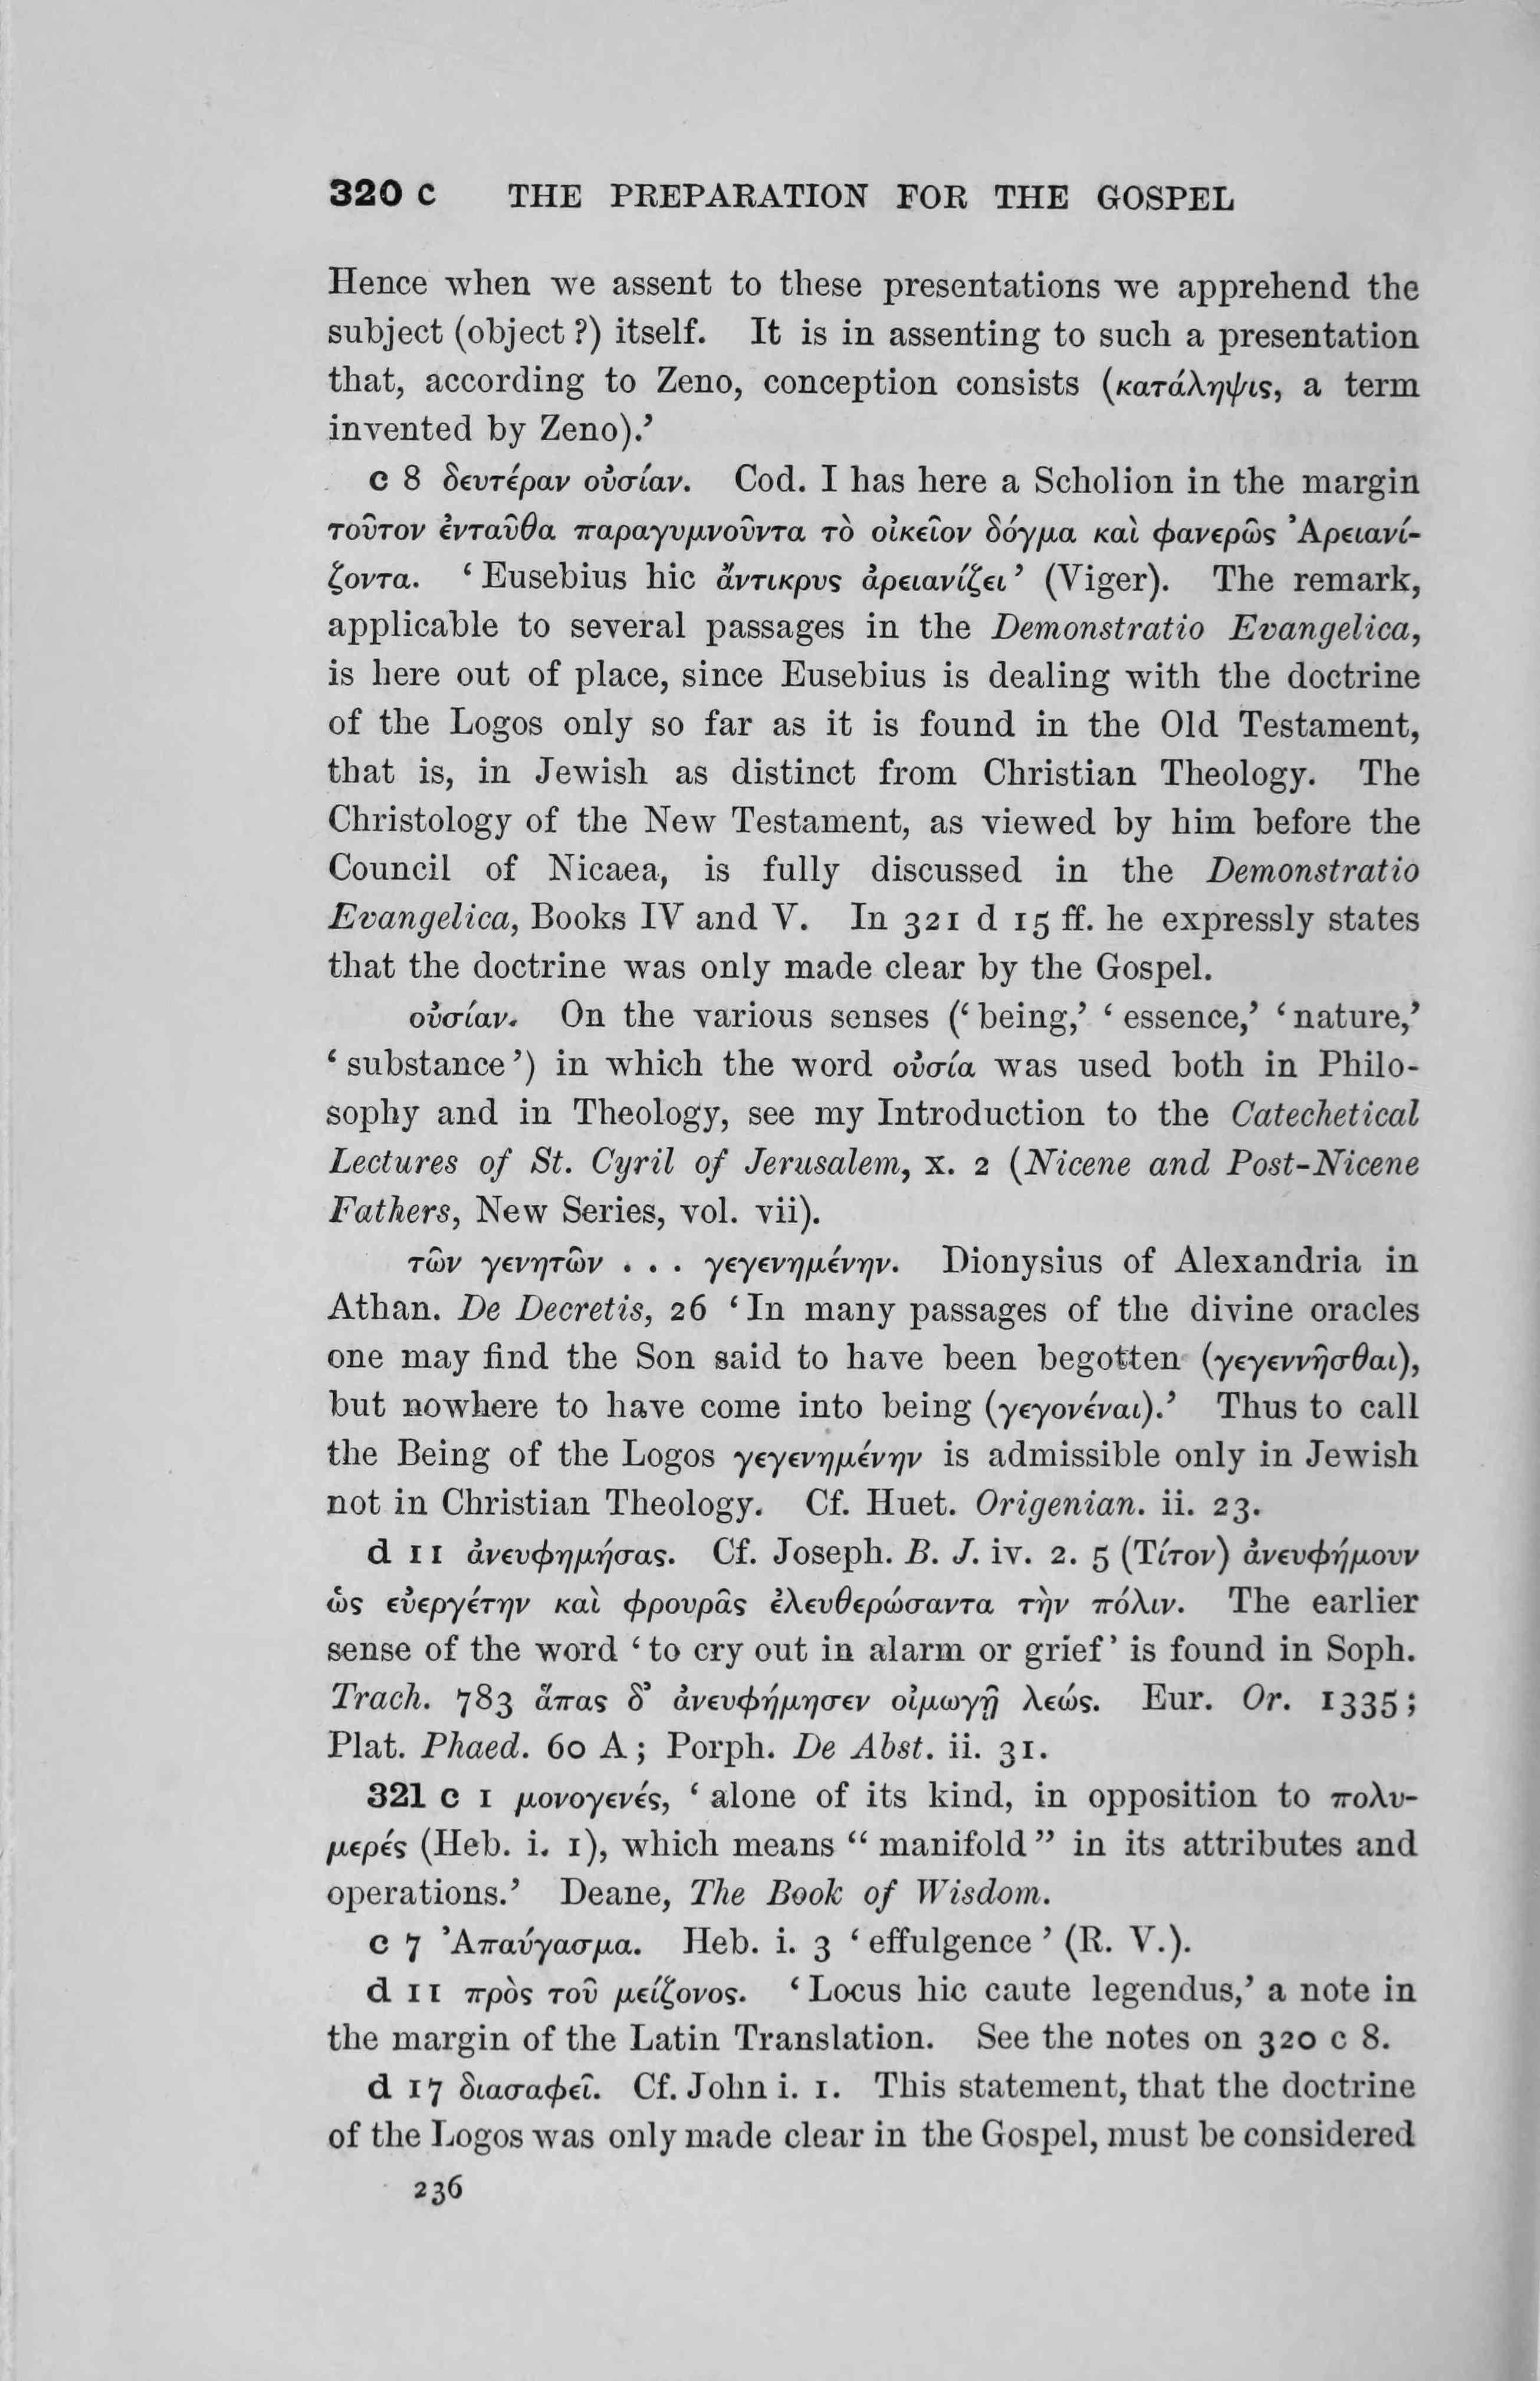 320 c THE PREPARATION FOR THE GOSPEL
Hence when we assent to these presentations we apprehend the
subject (object ?) itself. It is in assenting to such a presentation
that, according to Zeno, conception consists (κατάληψις, a term
invented by Zeno).’
c 8 δευτέραν οὐσίαν. Cod. I has here a Scholion in the margin
τοῦτον ἐνταῦθα παραγυμνοῦντα τὸ οἰκεῖον δόγμα καὶ φανερῶς Ἀρειανί-
ζοντα. ‘Eusebius hic ἄντικρυς ἀρειανίζει’ (Viger). The remark,
applicable to several passages in the Demonstratio Evangelica,
is here out of place, since Eusebius is dealing with the doctrine
of the Logos only so far as it is found in the Old Testament,
that is, in Jewish as distinct from Christian Theology. The
Christology of the New Testament, as viewed by him before the
Council of Nicaea, is fully discussed in the Demonstratio
Evangelica, Books IV and V. In 321 d 15 ff. he expressly states
that the doctrine was only made clear by the Gospel.
οὐσίαν. On the various senses (‘being,’ ‘essence,’ ‘nature,’
‘substance’) in which the word οὐσία was used both in Philo-
sophy and in Theology, see my Introduction to the Catechetical
Lectures of St. Cyril of Jerusalem, x. 2 (Nicene and Post-Nicene
Fathers, New Series, vol. vii).
τῶν γενητῶν . . . γεγενημένην. Dionysius of Alexandria in
Athan. De Decretis, 26 ‘In many passages of the divine oracles
one may find the Son said to have been begotten (γεγεννῆσθαι),
but nowhere to have come into being (γεγονέναι).’ Thus to call
the Being of the Logos γεγενημένην is admissible only in Jewish
not in Christian Theology. Cf. Huet. Origenian. ii. 23.
d 11 ἀνευφημήσας. Cf. Joseph. B. J. iv. 2. 5 (Τίτον) ἀνευφήμουν
ὡς εὐεργέτην καὶ φρουρᾶς ἐλευθερώσαντα τὴν πόλιν. The earlier
sense of the word ‘to cry out in alarm or grief’ is found in Soph.
Trach. 783 ἅπας δ’ ἀνευφήμησεν οἰμωγῇ λεώς. Eur. Or. 1335;
Plat. Phaed. 60 A; Porph. De Abst. ii. 31.
321 c 1 μονογενές, ‘alone of its kind, in opposition to πολυ-
μερές (Heb. i. 1), which means “manifold” in its attributes and
operations.’ Deane, The Book of Wisdom.
c 7 Ἀπαύγασμα. Heb. i. 3 ‘effulgence’ (R. V.).
d 11 πρὸς τοῦ μείζονος. ‘Locus hic caute legendus,’ a note in
the margin of the Latin Translation. See the notes on 320 c 8.
d 17 διασαφεῖ. Cf. John i. 1. This statement, that the doctrine
of the Logos was only made clear in the Gospel, must be considered
236